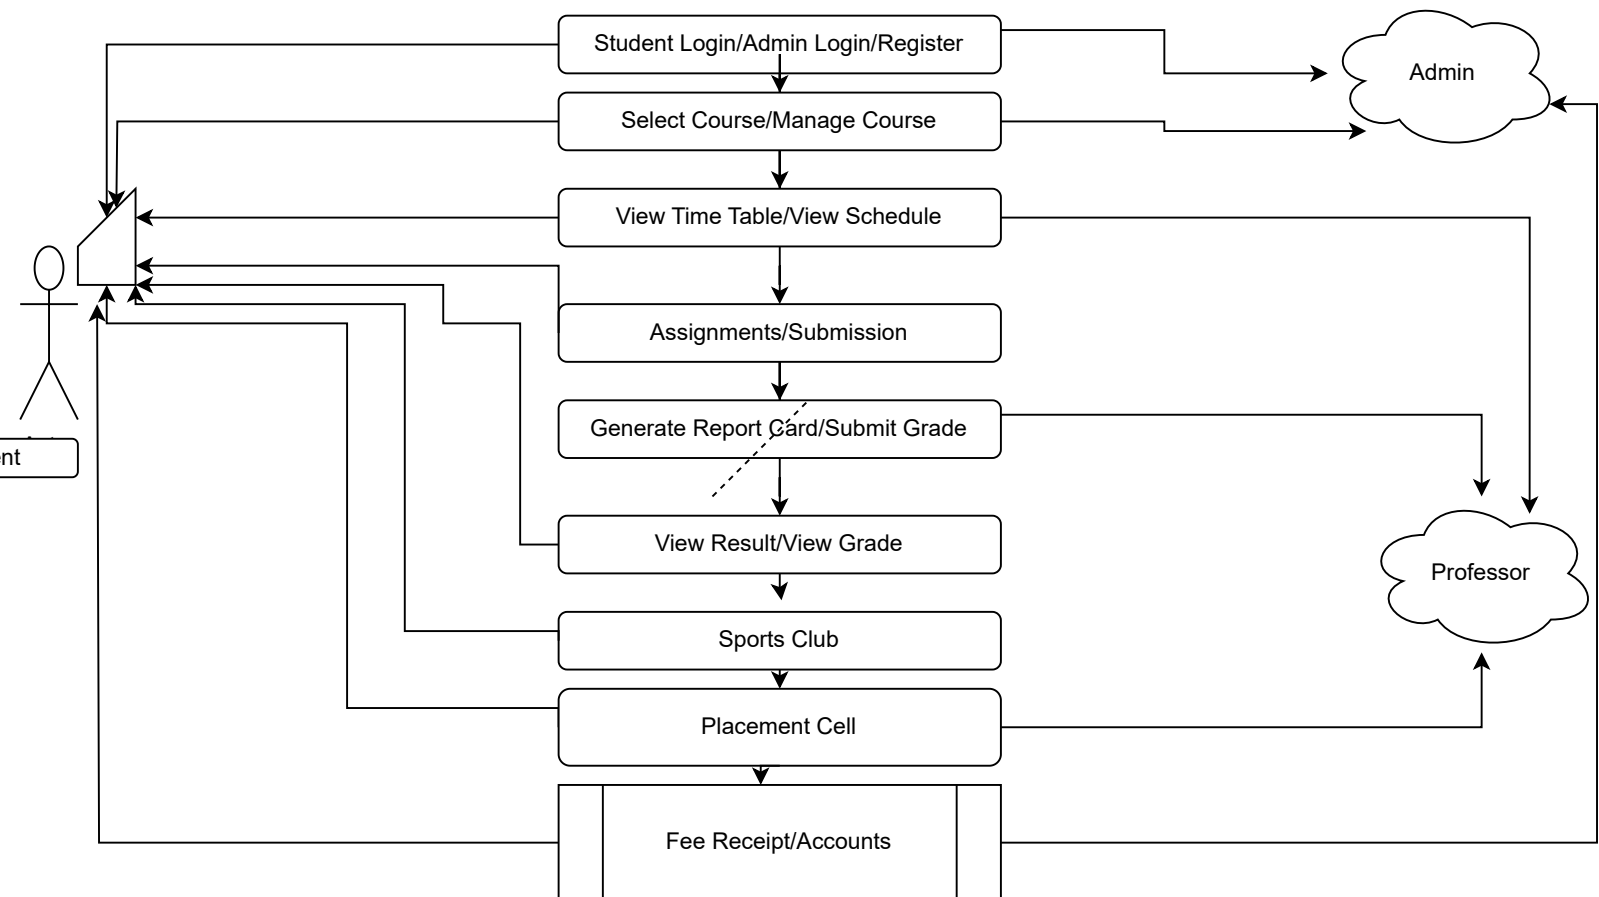 Student Login/Admin Login/Register
Admin
Select Course/Manage Course
View Time Table/View Schedule
Assignments/Submission
Generate Report Card/Submit Grade
nt
View Result/View Grade
Professor
Sports Club
Placement Cell
Fee Receipt/Accounts